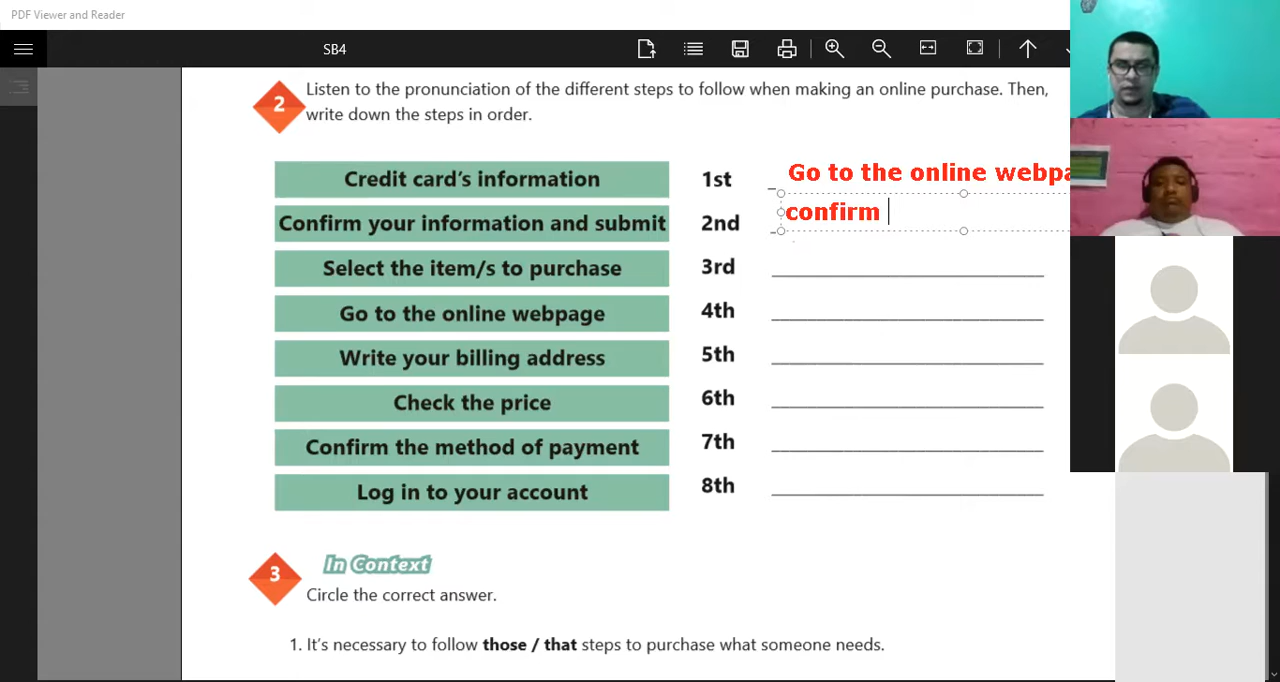 PDF Viewer and Reader
SB4
2
Listen to the pronunciation of the different steps to follow when making an online purchase. Then,
write down the steps in order.
Credit card's information
1st
Go to the online webpa
Confirm your information and submit
2nd
confirm
Select the item/s to purchase
3rd
Go to the online webpage
4th
Write your billing address
5th
Check the price
6th
Confirm the method of payment
7th
Log in to your account
8th
3
In Context
Circle the correct answer.
1. It's necessary to follow those / that steps to purchase what someone needs.